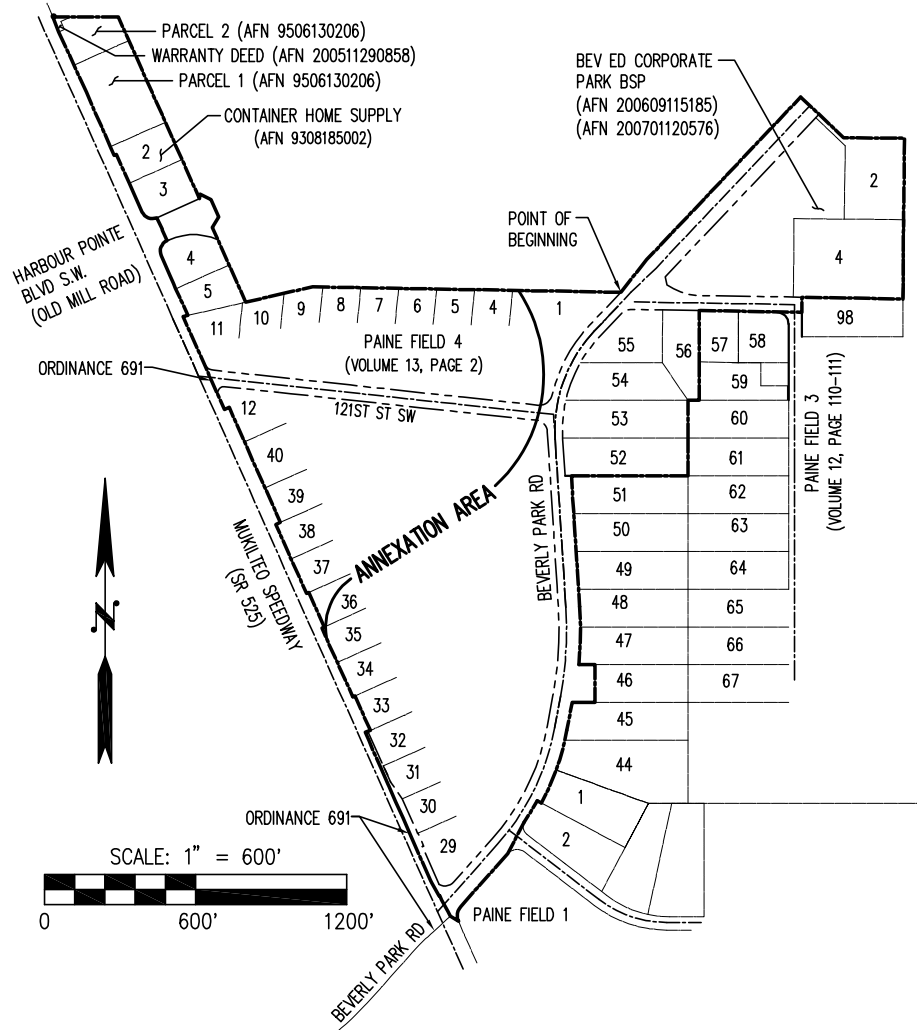 PARCEL 2 (AFN 9506130206)
WARRANTY DEED (AFN 200511290858)
PARCEL 1 (AFN 9506130206)
CONTAINER HOME SUPPLY
(AFN 9308185002)
2
3
4
5
BEV ED CORPORATE
PARK BSP
(AFN 200609115185)
(AFN 200701120576)
2
4
98
POINT OF
BEGINNING
HARBOUR POINTE
BLVD S.W.
(OLD MILL ROAD)
11
10
9
8
7
6
5
4
1
PAINE FIELD 4
(VOLUME 13, PAGE 2)
ORDINANCE 691
121ST ST SW
12
40
39
38
37
36
35
34
33
32
31
30
29
ANNEXATION AREA
MUKILTEO SPEEDWAY
(SR 525)
BEVERLY PARK RD
55
56
57
58
54
59
53
60
52
61
51
62
50
63
49
64
48
65
47
66
46
67
45
44
1
2
PAINE FIELD 3
(VOLUME 12, PAGE 110-111)
N
ORDINANCE 691
SCALE: 1" = 600'
0
600'
1200'
PAINE FIELD 1
BEVERLY PARK RD